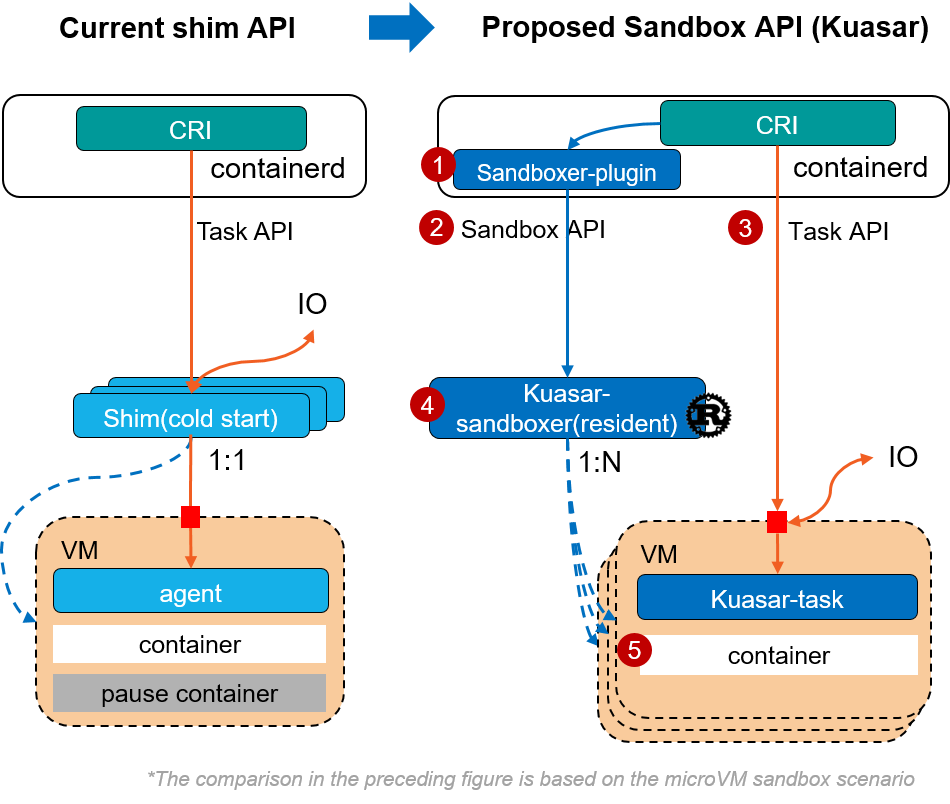 Current shim API
Proposed Sandbox API (Kuasar)
CRI
containerd
Task API
IO
Shim(cold start)
1:1
VM
agent
container
pause container
CRI
1
Sandboxer-plugin
containerd
2
Sandbox API
3
Task API
4
Kuasar-
sandboxer(resident)
R
1:N
IO
VM
Kuasar-task
5
container
*The comparison in the preceding figure is based on the microVM sandbox scenario